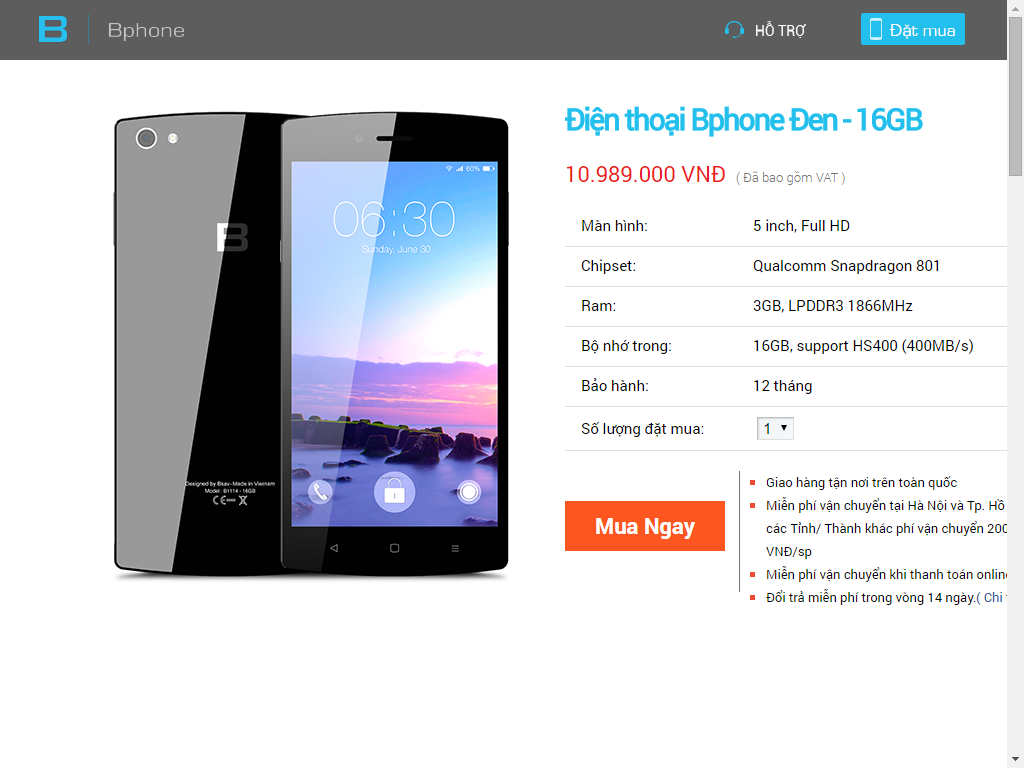 B
Bphone
HỖ TRỢ
Đặt mua
60%
06:30
Sunday, June 30
B
Designed by Bkav - Made in Vietnam
Model : B1114 - 16GB
CE
Điện thoại Bphone Đen - 16GB
10.989.000 VNĐ ( Đã bao gồm VAT )
Màn hình: 5 inch, Full HD
Chipset: Qualcomm Snapdragon 801
Ram: 3GB, LPDDR3 1866MHz
Bộ nhớ trong: 16GB, support HS400 (400MB/s)
Bảo hành: 12 tháng
Số lượng đặt mua: 1
Mua Ngay
Giao hàng tận nơi trên toàn quốc
Miễn phí vận chuyển tại Hà Nội và Tp. Hồ
các Tỉnh/ Thành khác phí vận chuyển 200
VNĐ/sp
Miễn phí vận chuyển khi thanh toán online
Đổi trả miễn phí trong vòng 14 ngày.( Chi